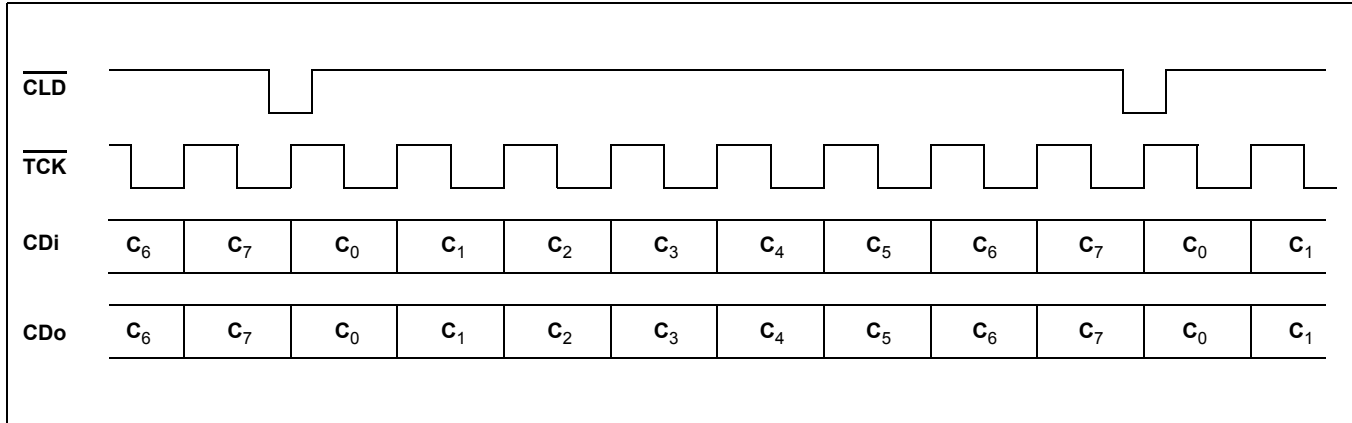 CLD
TCK
CDi C₆ C₇ C₀ C₁ C₂ C₃ C₄ C₅ C₆ C₇ C₀ C₁
CDo C₆ C₇ C₀ C₁ C₂ C₃ C₄ C₅ C₆ C₇ C₀ C₁